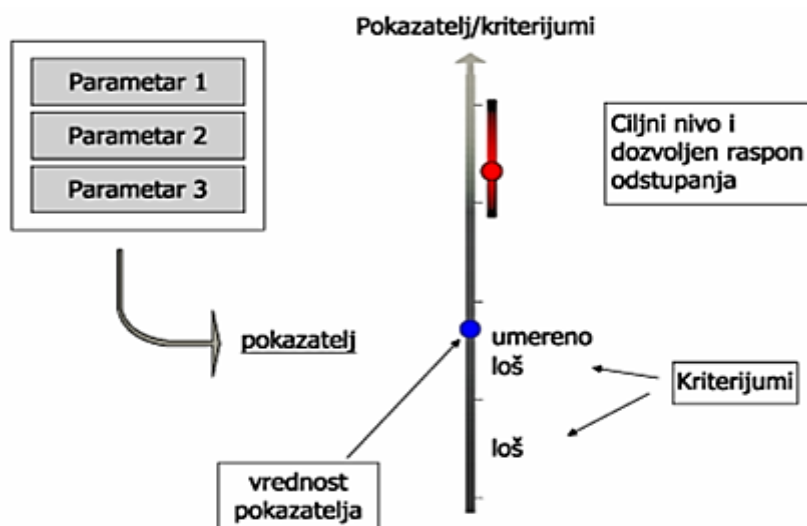 Pokazatelj/kriterijumi
Parametar 1
Parametar 2
Parametar 3
Ciljni nivo i
dozvoljen raspon
odstupanja
pokazatelj
umereno
loš
Kriterijumi
loš
vrednost
pokazatelja